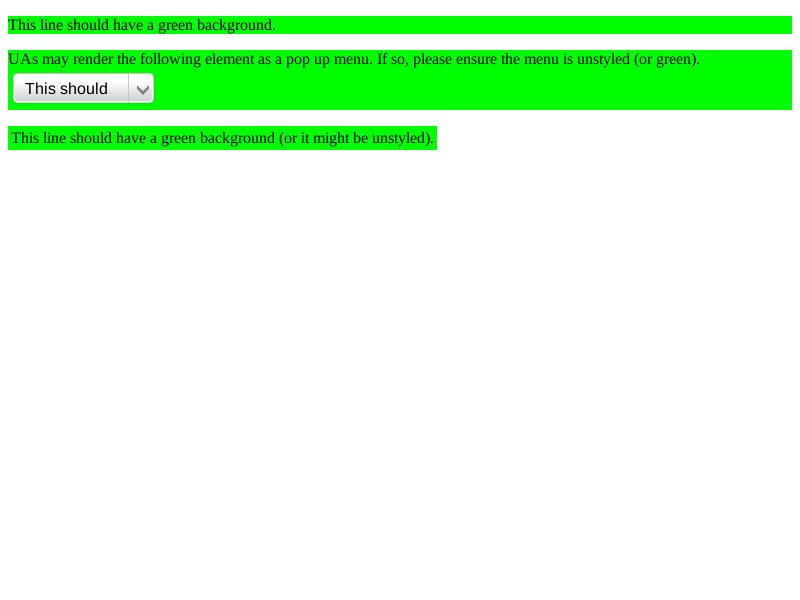 This line should have a green background.
UAs may render the following element as a pop up menu. If so, please ensure the menu is unstyled (or green).
This should
This line should have a green background (or it might be unstyled).